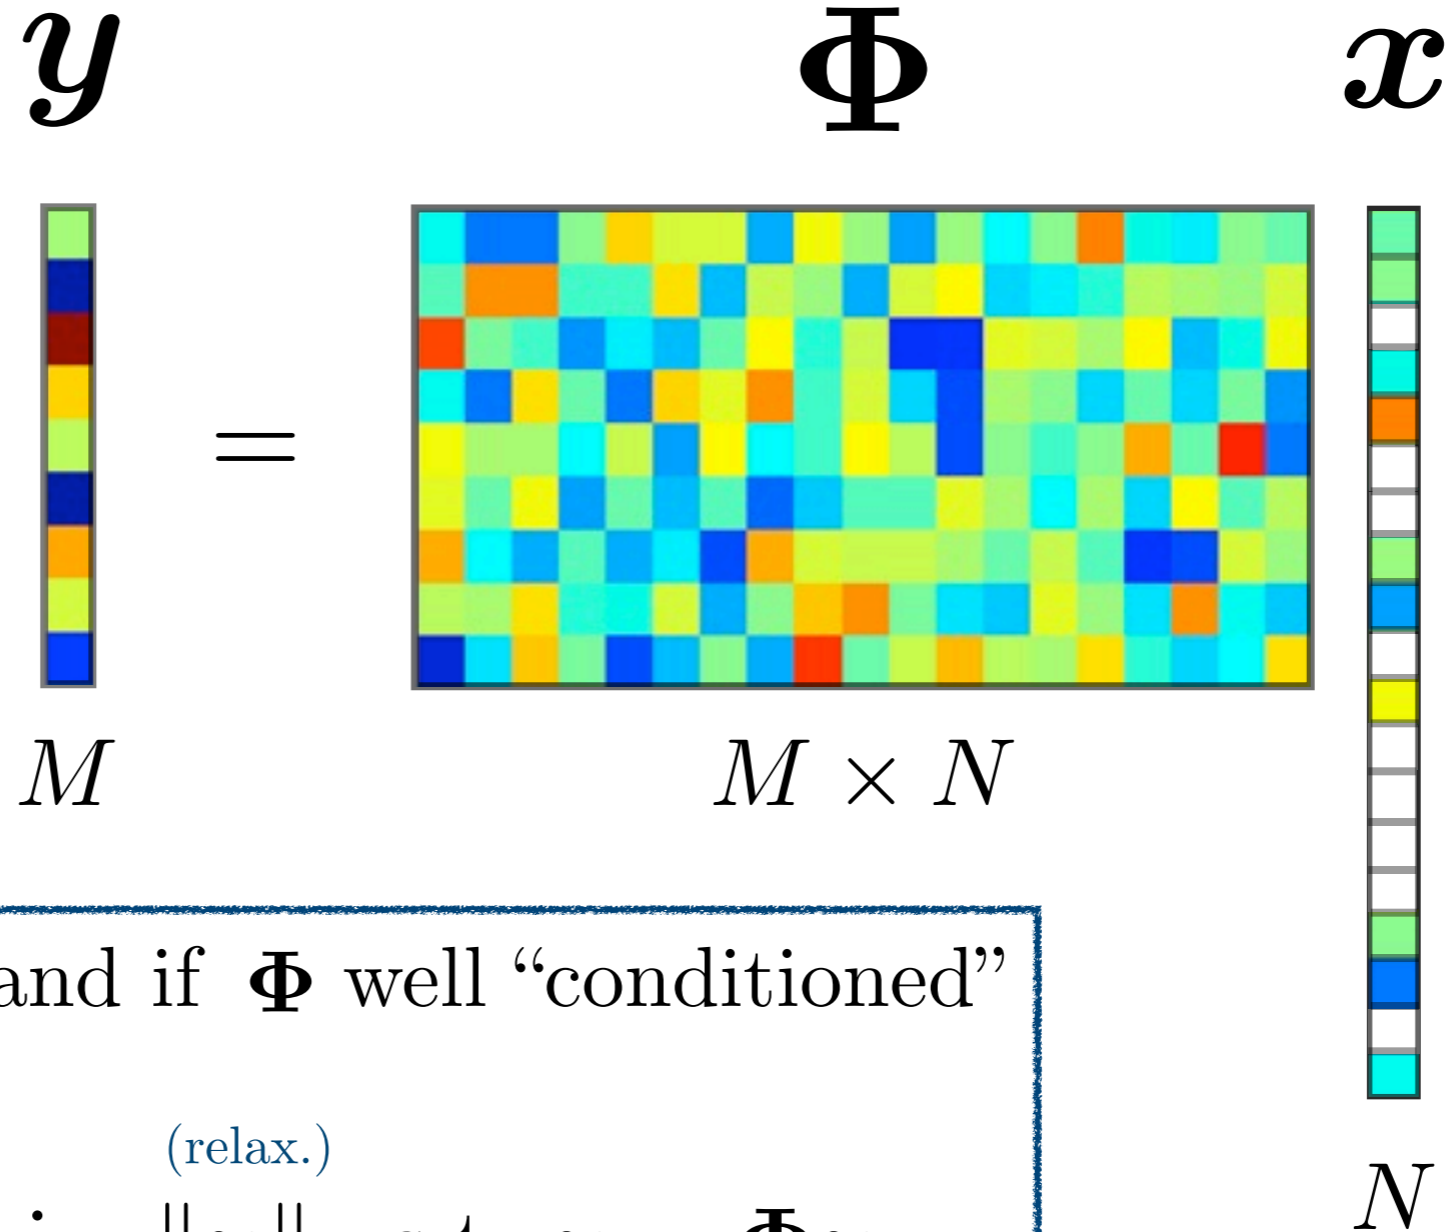 y Φ x
=
M M × N
and if Φ well “conditioned”
(relax.)
N